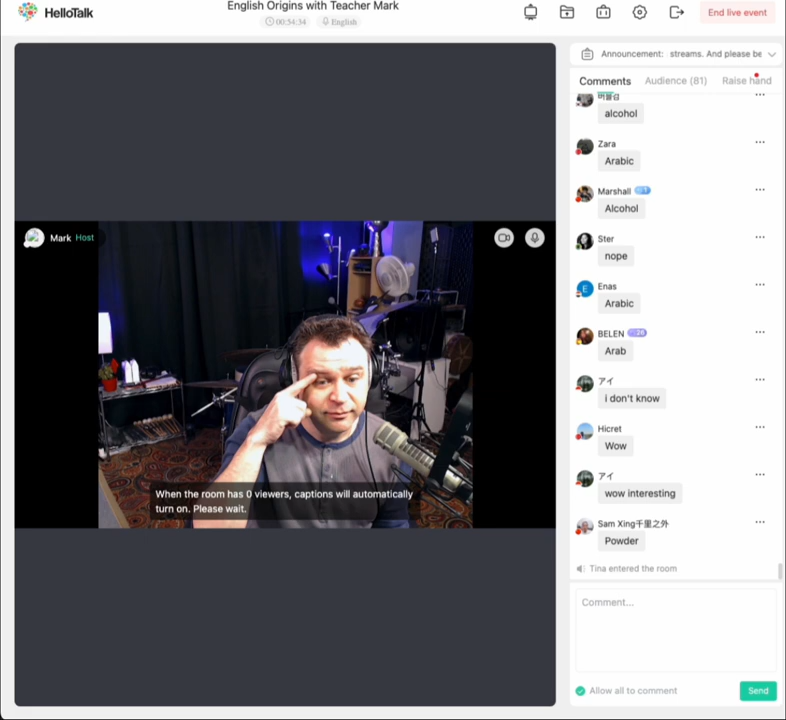 HelloTalk
English Origins with Teacher Mark
00:54:34
English
End live event
Announcement: streams. And please be
Comments
Audience (81)
Raise hand
Mark Host
When the room has 0 viewers, captions will automatically
turn on. Please wait.
alcohol
Zara
Arabic
Marshall
Alcohol
Ster
nope
E
Enas
Arabic
BELEN
Arab
アイ
i don't know
Hicret
Wow
アイ
wow interesting
Sam Xing千里之外
Powder
Tina entered the room
Comment...
Allow all to comment
Send